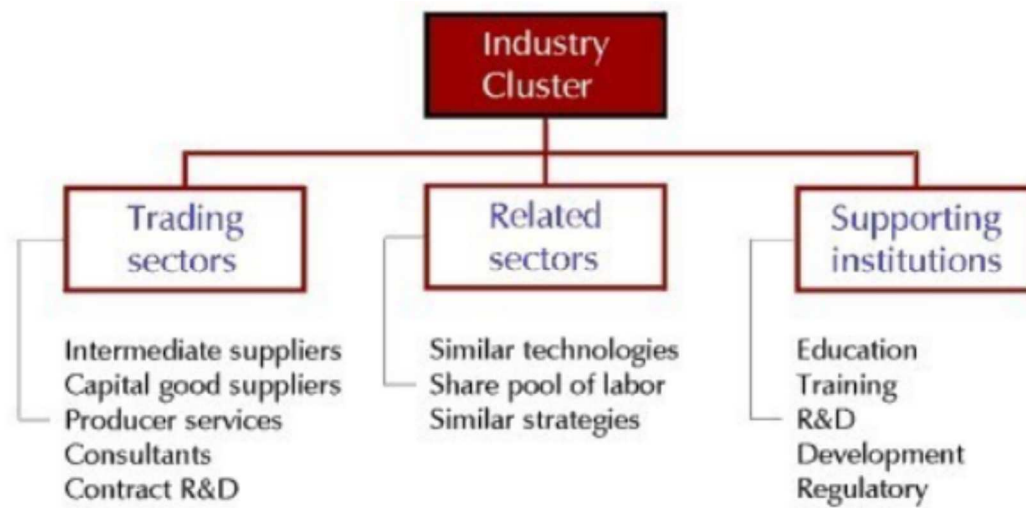 Industry
Cluster
Trading
sectors
Intermediate suppliers
Capital good suppliers
Producer services
Consultants
Contract R&D
Related
sectors
Similar technologies
Share pool of labor
Similar strategies
Supporting
institutions
Education
Training
R&D
Development
Regulatory